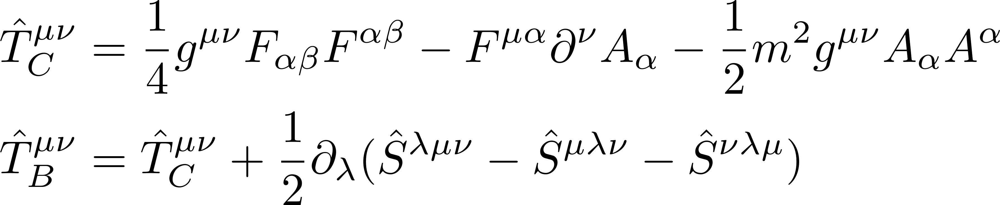 \hat{T}_C^{\mu\nu} = \frac{1}{4} g^{\mu\nu} F_{\alpha\beta} F^{\alpha\beta} - F^{\mu\alpha} \partial^\nu A_\alpha - \frac{1}{2} m^2 g^{\mu\nu} A_\alpha A^\alpha
\hat{T}_B^{\mu\nu} = \hat{T}_C^{\mu\nu} + \frac{1}{2} \partial_\lambda ( \hat{S}^{\lambda\mu\nu} - \hat{S}^{\mu\lambda\nu} - \hat{S}^{\nu\lambda\mu} )